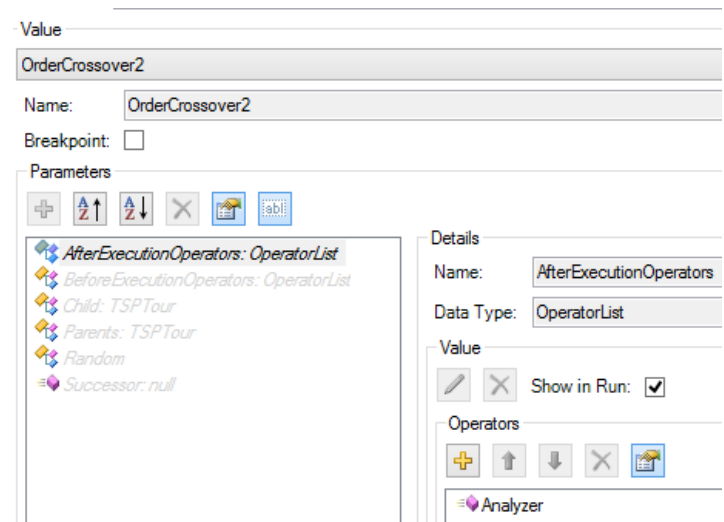 Value
OrderCrossover2
Name: OrderCrossover2
Breakpoint:
Parameters
AfterExecutionOperators: OperatorList
BeforeExecutionOperators: OperatorList
Child: TSPTour
Parents: TSPTour
Random
Successor: null
Details
Name: AfterExecutionOperators
Data Type: OperatorList
Value
Show in Run:
Operators
Analyzer